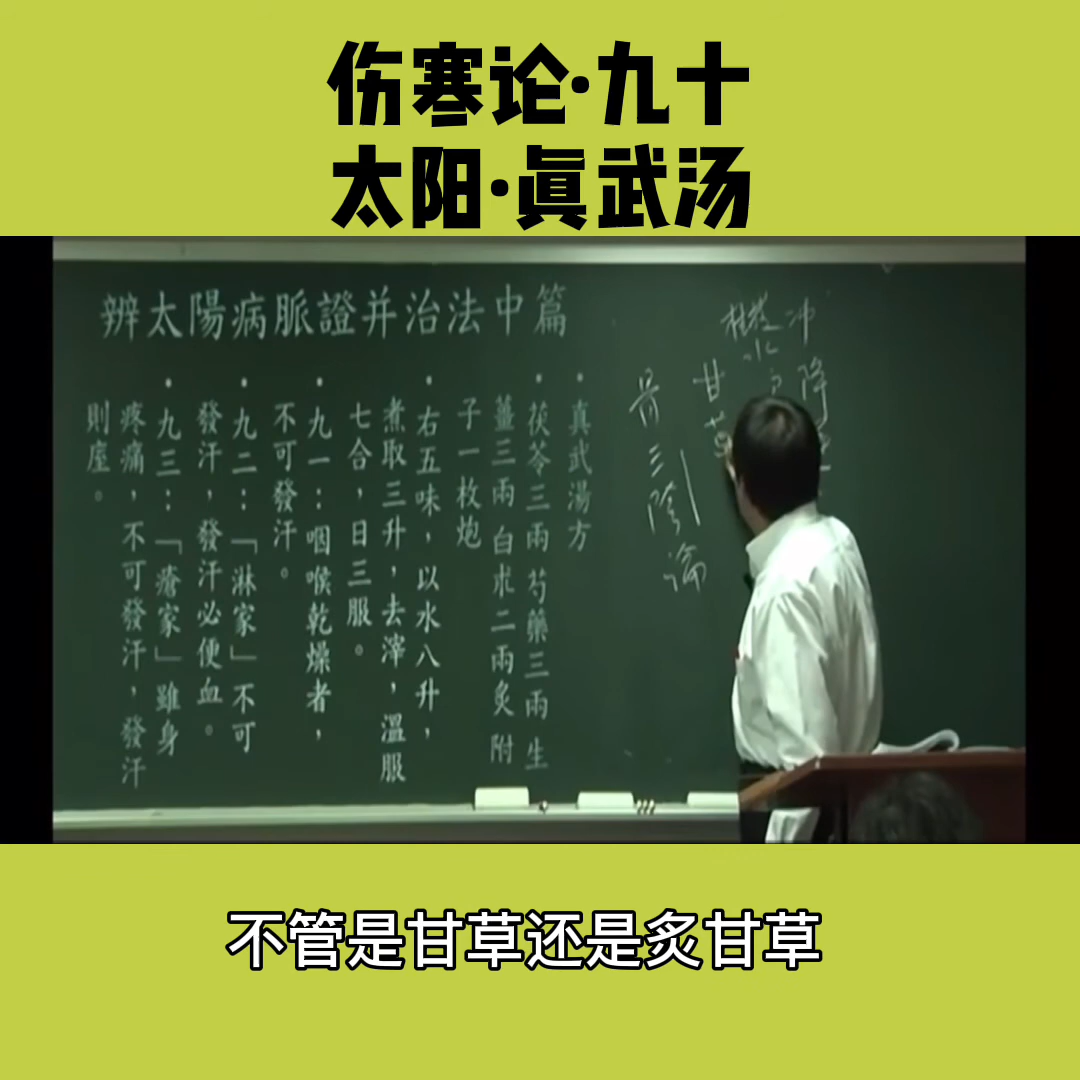 伤寒论·九十
太阳·眞武汤
辨太陽病脈證并治法中篇
・真武湯方
・茯苓三兩 芍藥三兩 生
薑三兩 白朮二兩炙 附
子一枚炮
・右五味，以水八升，
煮取三升，去滓，溫服
七合，日三服。
・九一：咽喉乾燥者，
不可發汗。
・九二：「淋家」不可
發汗，發汗必便血。
・九三：「瘡家」雖身
疼痛，不可發汗，發汗
則痓。
冲
降
水
甘草
論
不管是甘草还是炙甘草